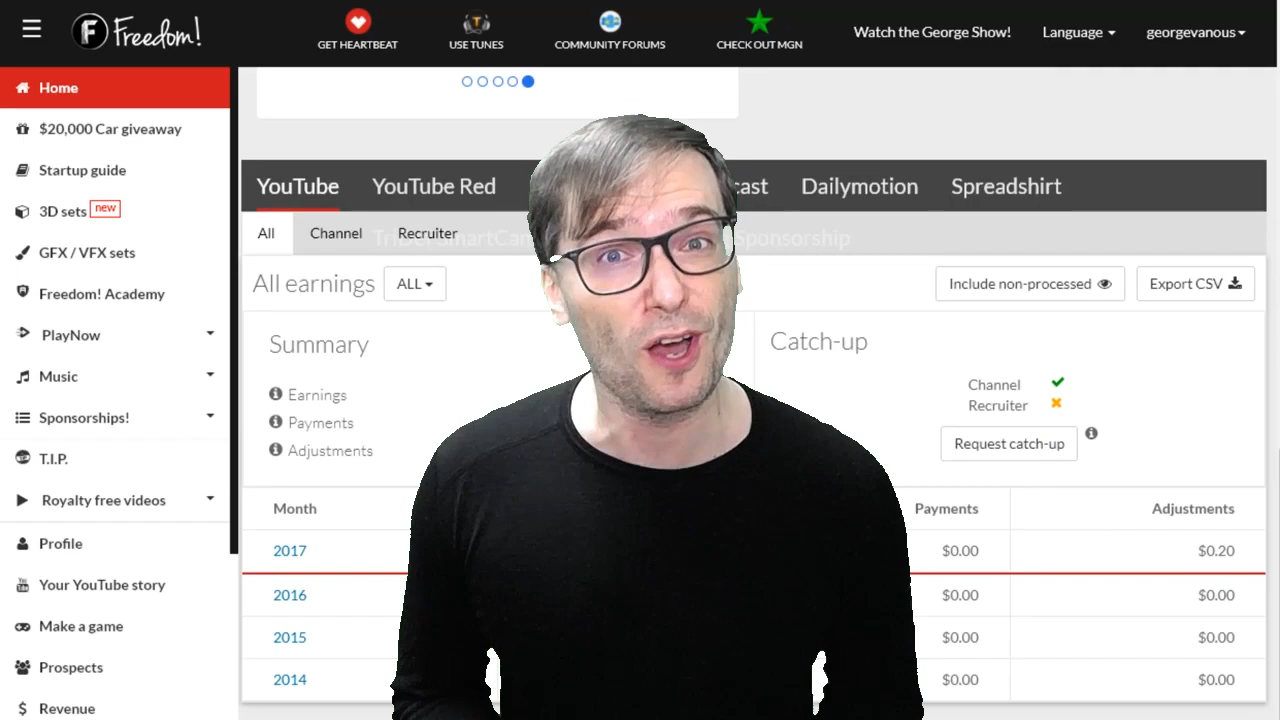 Freedom!
GET HEARTBEAT
USE TUNES
COMMUNITY FORUMS
CHECK OUT MGN
Watch the George Show!
Language
georgevanous
Home
$20,000 Car giveaway
Startup guide
3D sets new
GFX / VFX sets
Freedom! Academy
PlayNow
Music
Sponsorships!
T.I.P.
Royalty free videos
Profile
Your YouTube story
Make a game
Prospects
$ Revenue
YouTube YouTube Red cast Dailymotion Spreadshirt
All Channel Recruiter Sponsorship
All earnings ALL Include non-processed Export CSV
Summary
Earnings
Payments
Adjustments
Catch-up
Channel
Recruiter
Request catch-up
Month Payments Adjustments
2017 $0.00 $0.20
2016 $0.00 $0.00
2015 $0.00 $0.00
2014 $0.00 $0.00